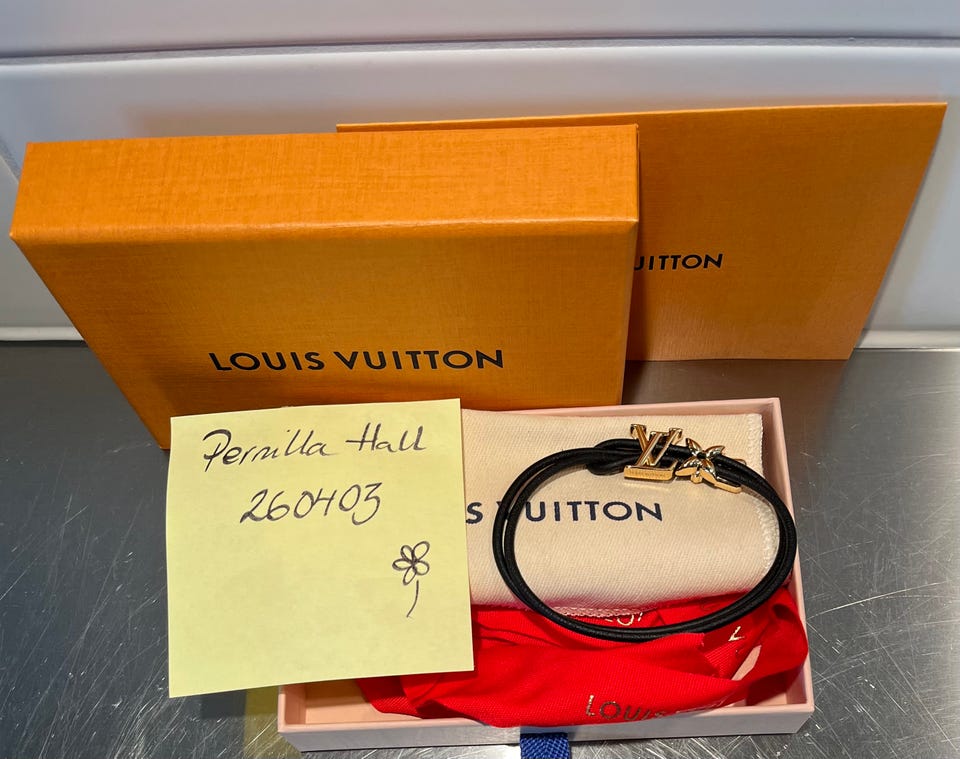 UITTON
LOUIS VUITTON
Pernilla Hall
260403
S VUITTON
LOUIS